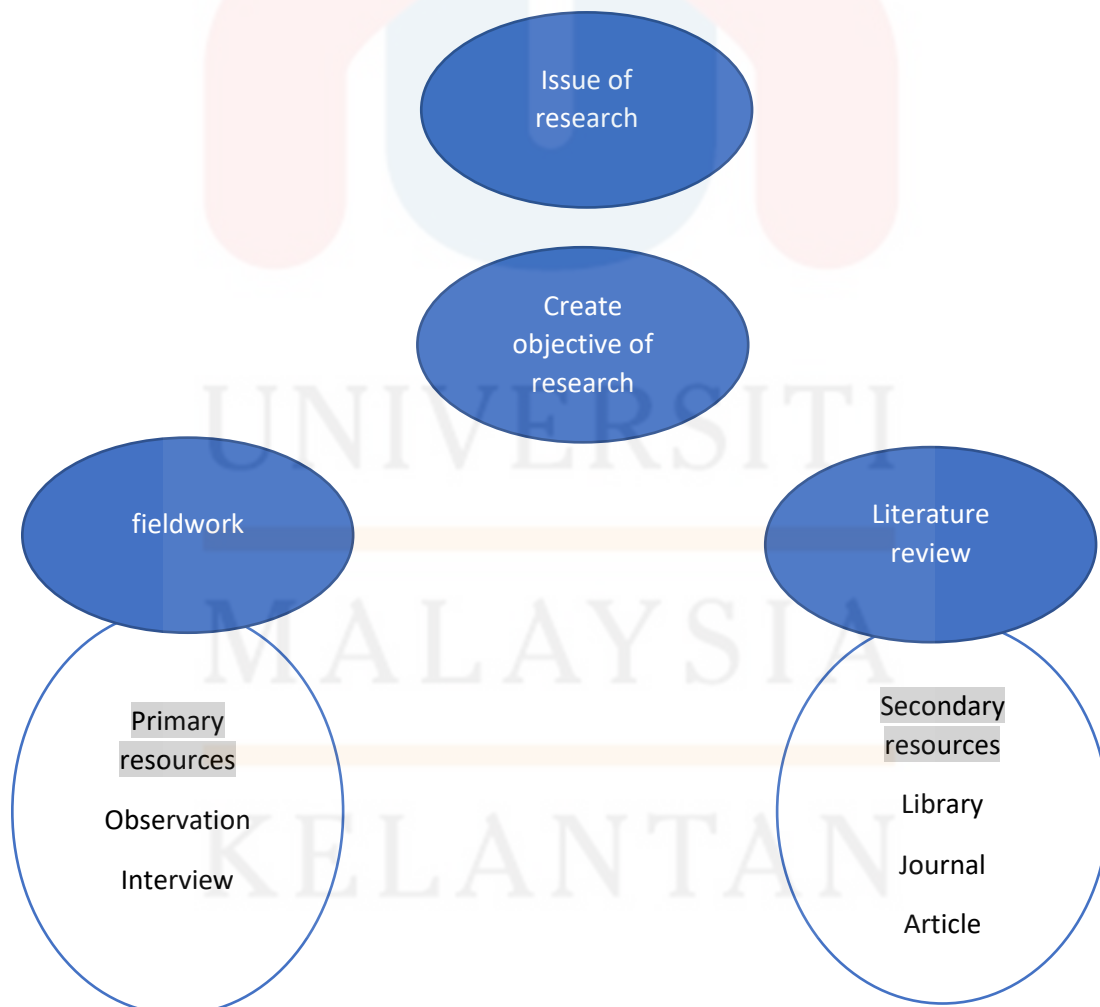 Issue of
research
Create
objective of
research
fieldwork
Literature
review
Primary
resources
Observation
Interview
Secondary
resources
Library
Journal
Article
UNIVERSITI
MALAYSIA
KELANTAN